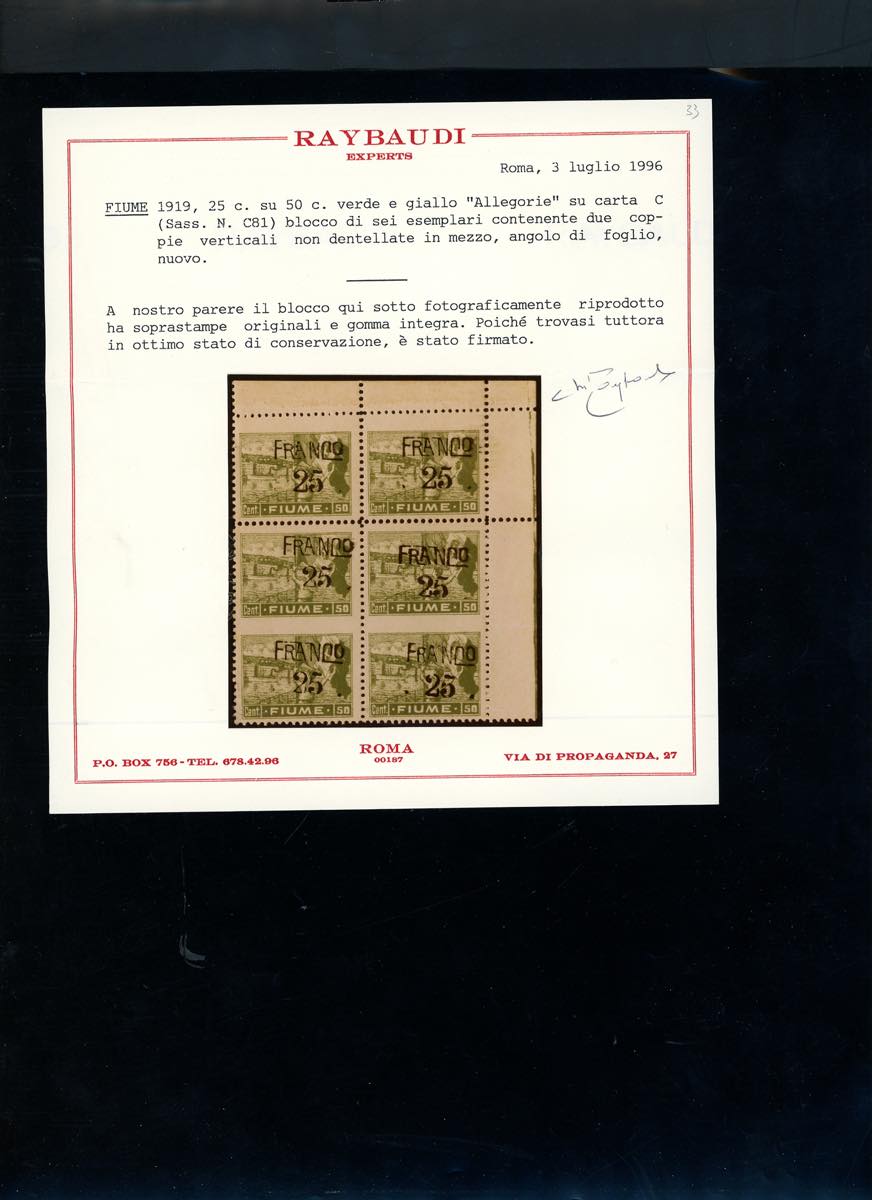 33
RAYBAUDI
EXPERTS
Roma, 3 luglio 1996
FIUME 1919, 25 c. su 50 c. verde e giallo "Allegorie" su carta C
(Sass. N. C81) blocco di sei esemplari contenente due cop-
pie verticali non dentellate in mezzo, angolo di foglio,
nuovo.
A nostro parere il blocco qui sotto fotograficamente riprodotto
ha soprastampe originali e gomma integra. Poiché trovasi tuttora
in ottimo stato di conservazione, è stato firmato.
FRANCO FRANCO
25 25
Cent. · FIUME · 50 Cent. · FIUME · 50
FRANCO FRANCO
25 25
Cent. · FIUME · 50 Cent. · FIUME · 50
FRANCO FRANCO
25 25
Cent. · FIUME · 50 Cent. · FIUME · 50
P.O. BOX 756 - TEL. 678.42.96 ROMA VIA DI PROPAGANDA, 27
00187